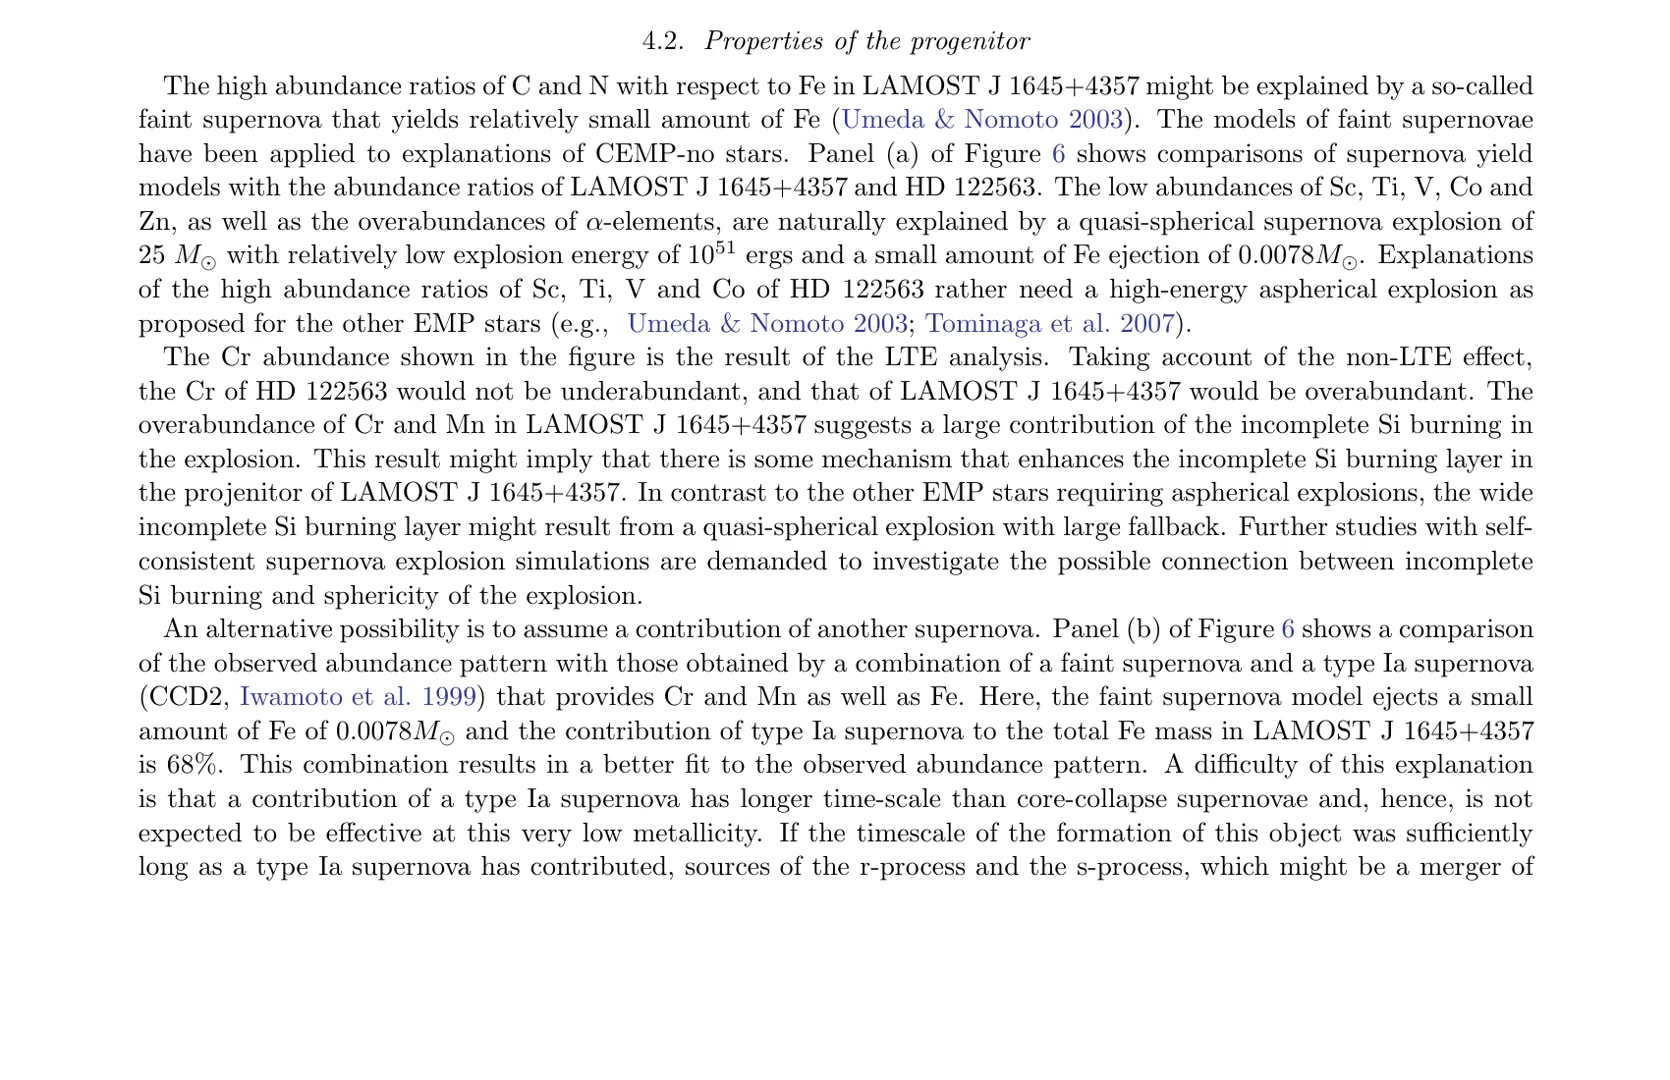 4.2. Properties of the progenitor
The high abundance ratios of C and N with respect to Fe in LAMOST J 1645+4357 might be explained by a so-called
faint supernova that yields relatively small amount of Fe (Umeda & Nomoto 2003). The models of faint supernovae
have been applied to explanations of CEMP-no stars. Panel (a) of Figure 6 shows comparisons of supernova yield
models with the abundance ratios of LAMOST J 1645+4357 and HD 122563. The low abundances of Sc, Ti, V, Co and
Zn, as well as the overabundances of α-elements, are naturally explained by a quasi-spherical supernova explosion of
25 M⊙ with relatively low explosion energy of 10⁵¹ ergs and a small amount of Fe ejection of 0.0078M⊙. Explanations
of the high abundance ratios of Sc, Ti, V and Co of HD 122563 rather need a high-energy aspherical explosion as
proposed for the other EMP stars (e.g., Umeda & Nomoto 2003; Tominaga et al. 2007).
The Cr abundance shown in the figure is the result of the LTE analysis. Taking account of the non-LTE effect,
the Cr of HD 122563 would not be underabundant, and that of LAMOST J 1645+4357 would be overabundant. The
overabundance of Cr and Mn in LAMOST J 1645+4357 suggests a large contribution of the incomplete Si burning in
the explosion. This result might imply that there is some mechanism that enhances the incomplete Si burning layer in
the projenitor of LAMOST J 1645+4357. In contrast to the other EMP stars requiring aspherical explosions, the wide
incomplete Si burning layer might result from a quasi-spherical explosion with large fallback. Further studies with self-
consistent supernova explosion simulations are demanded to investigate the possible connection between incomplete
Si burning and sphericity of the explosion.
An alternative possibility is to assume a contribution of another supernova. Panel (b) of Figure 6 shows a comparison
of the observed abundance pattern with those obtained by a combination of a faint supernova and a type Ia supernova
(CCD2, Iwamoto et al. 1999) that provides Cr and Mn as well as Fe. Here, the faint supernova model ejects a small
amount of Fe of 0.0078M⊙ and the contribution of type Ia supernova to the total Fe mass in LAMOST J 1645+4357
is 68%. This combination results in a better fit to the observed abundance pattern. A difficulty of this explanation
is that a contribution of a type Ia supernova has longer time-scale than core-collapse supernovae and, hence, is not
expected to be effective at this very low metallicity. If the timescale of the formation of this object was sufficiently
long as a type Ia supernova has contributed, sources of the r-process and the s-process, which might be a merger of